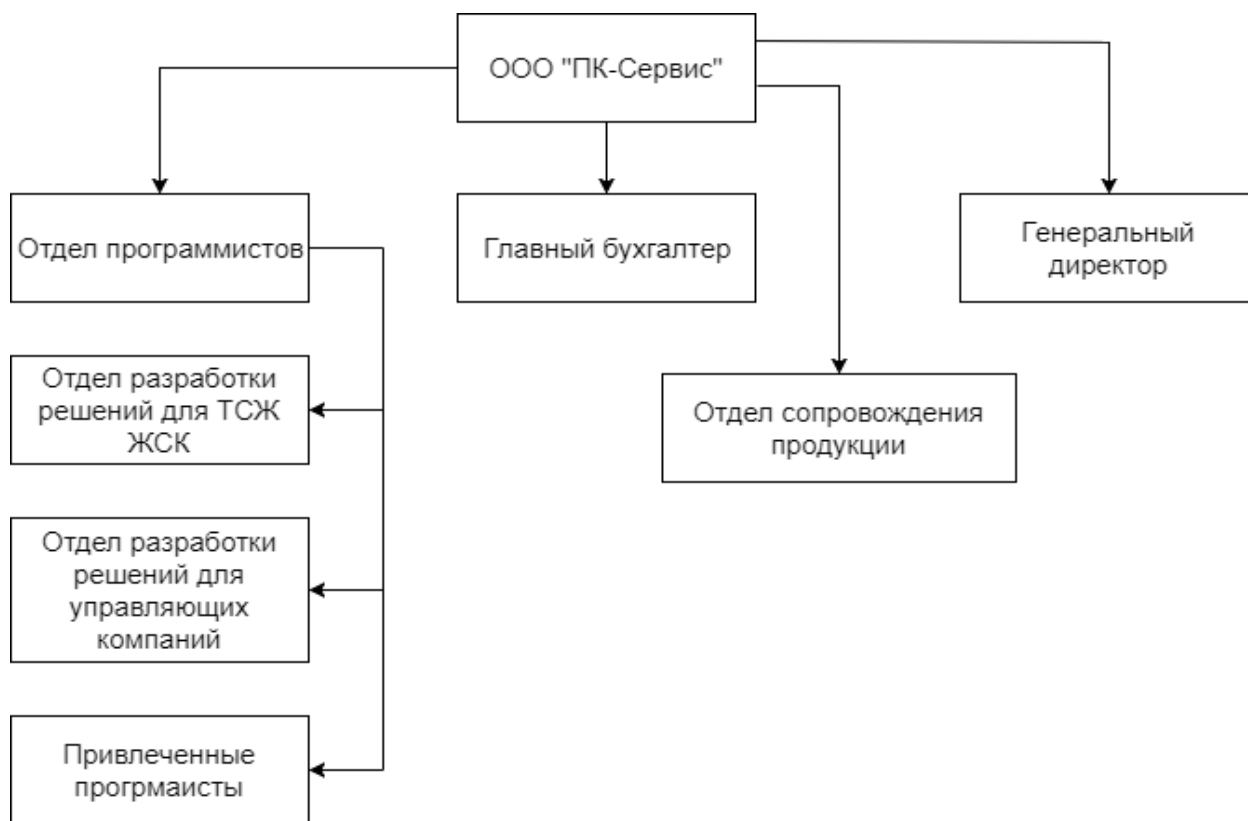 ООО "ПК-Сервис"
Отдел программистов
Главный бухгалтер
Генеральный
директор
Отдел разработки
решений для ТСЖ
ЖСК
Отдел сопровождения
продукции
Отдел разработки
решений для
управляющих
компаний
Привлеченные
прогрмаисты